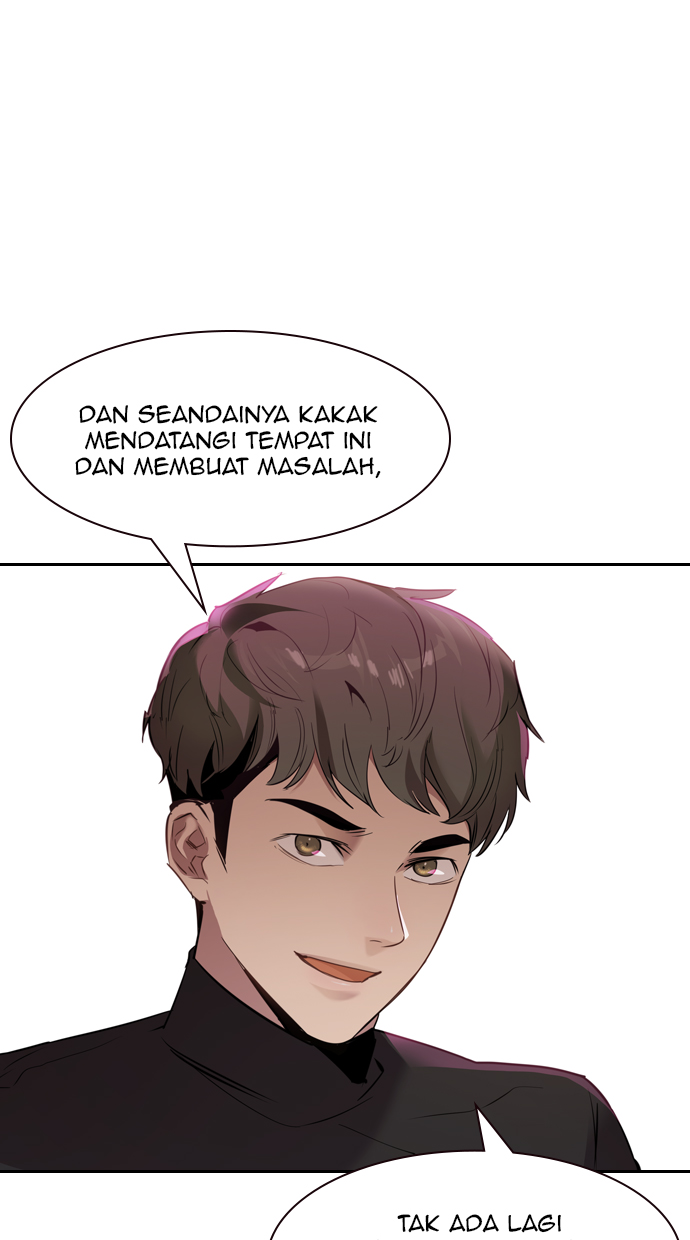 DAN SEANDAINYA KAKAK
MENDATANGI TEMPAT INI
DAN MEMBUAT MASALAH,
TAK ADA LAGI